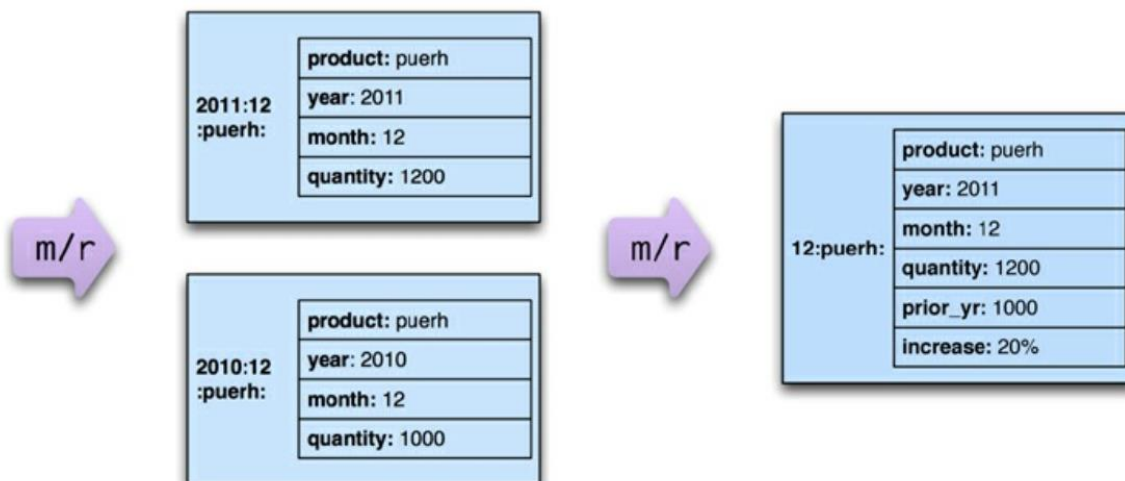 m/r
2011:12
:puerh:
product: puerh
year: 2011
month: 12
quantity: 1200
2010:12
:puerh:
product: puerh
year: 2010
month: 12
quantity: 1000
m/r
12:puerh:
product: puerh
year: 2011
month: 12
quantity: 1200
prior_yr: 1000
increase: 20%